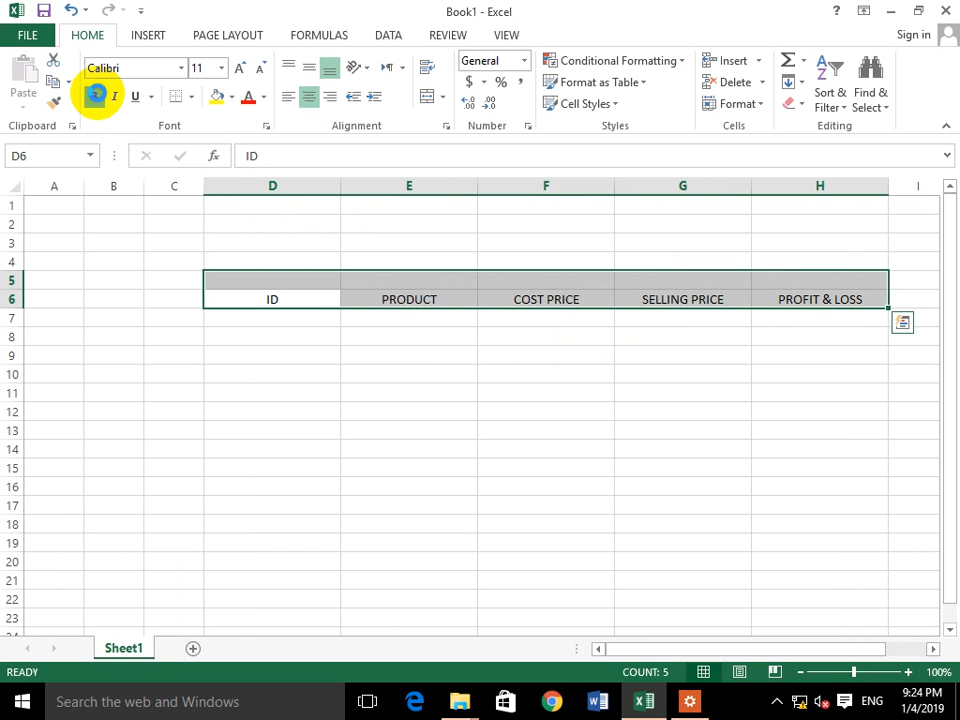 Book1 - Excel
FILE HOME INSERT PAGE LAYOUT FORMULAS DATA REVIEW VIEW Sign in
Paste Calibri 11 General Conditional Formatting Insert
I U $ % , Format as Table Delete Sort & Find &
Cell Styles Format Filter Select
Clipboard Font Alignment Number Styles Cells Editing
D6 fx ID
A B C D E F G H I
1
2
3
4
5
6 ID PRODUCT COST PRICE SELLING PRICE PROFIT & LOSS
7
8
9
10
11
12
13
14
15
16
17
18
19
20
21
22
23
Sheet1
READY COUNT: 5 100%
Search the web and Windows ENG 9:24 PM
1/4/2019